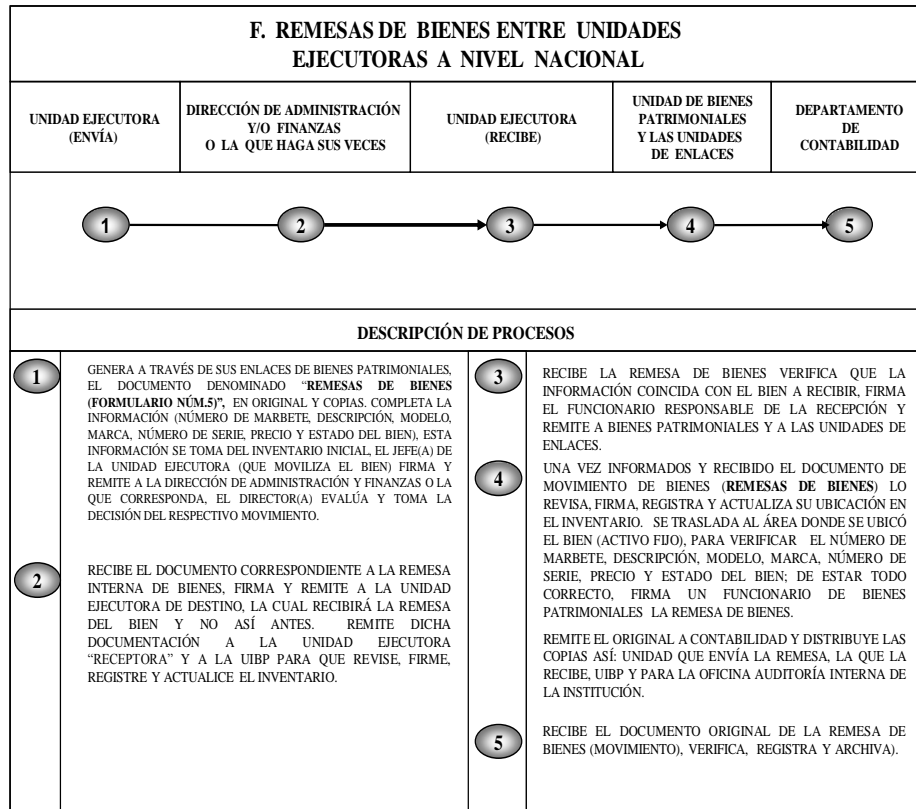 F. REMESAS DE BIENES ENTRE UNIDADES
EJECUTORAS A NIVEL NACIONAL
UNIDAD EJECUTORA
(ENVÍA)
DIRECCIÓN DE ADMINISTRACIÓN
Y/O FINANZAS
O LA QUE HAGA SUS VECES
UNIDAD EJECUTORA
(RECIBE)
UNIDAD DE BIENES
PATRIMONIALES
Y LAS UNIDADES
DE ENLACES
DEPARTAMENTO
DE
CONTABILIDAD
1
2
3
4
5
DESCRIPCIÓN DE PROCESOS
1
GENERA A TRAVÉS DE SUS ENLACES DE BIENES PATRIMONIALES,
EL DOCUMENTO DENOMINADO “REMESAS DE BIENES
(FORMULARIO NÚM.5)”, EN ORIGINAL Y COPIAS. COMPLETA LA
INFORMACIÓN (NÚMERO DE MARBETE, DESCRIPCIÓN, MODELO,
MARCA, NÚMERO DE SERIE, PRECIO Y ESTADO DEL BIEN), ESTA
INFORMACIÓN SE TOMA DEL INVENTARIO INICIAL, EL JEFE(A) DE
LA UNIDAD EJECUTORA (QUE MOVILIZA EL BIEN) FIRMA Y
REMITE A LA DIRECCIÓN DE ADMINISTRACIÓN Y FINANZAS O LA
QUE CORRESPONDA, EL DIRECTOR(A) EVALÚA Y TOMA LA
DECISIÓN DEL RESPECTIVO MOVIMIENTO.
2
RECIBE EL DOCUMENTO CORRESPONDIENTE A LA REMESA
INTERNA DE BIENES, FIRMA Y REMITE A LA UNIDAD
EJECUTORA DE DESTINO, LA CUAL RECIBIRÁ LA REMESA
DEL BIEN Y NO ASÍ ANTES. REMITE DICHA
DOCUMENTACIÓN A LA UNIDAD EJECUTORA
“RECEPTORA” Y A LA UIBP PARA QUE REVISE, FIRME,
REGISTRE Y ACTUALICE EL INVENTARIO.
3
RECIBE LA REMESA DE BIENES VERIFICA QUE LA
INFORMACIÓN COINCIDA CON EL BIEN A RECIBIR, FIRMA
EL FUNCIONARIO RESPONSABLE DE LA RECEPCIÓN Y
REMITE A BIENES PATRIMONIALES Y A LAS UNIDADES DE
ENLACES.
4
UNA VEZ INFORMADOS Y RECIBIDO EL DOCUMENTO DE
MOVIMIENTO DE BIENES (REMESAS DE BIENES) LO
REVISA, FIRMA, REGISTRA Y ACTUALIZA SU UBICACIÓN EN
EL INVENTARIO. SE TRASLADA AL ÁREA DONDE SE UBICÓ
EL BIEN (ACTIVO FIJO), PARA VERIFICAR EL NÚMERO DE
MARBETE, DESCRIPCIÓN, MODELO, MARCA, NÚMERO DE
SERIE, PRECIO Y ESTADO DEL BIEN; DE ESTAR TODO
CORRECTO, FIRMA UN FUNCIONARIO DE BIENES
PATRIMONIALES LA REMESA DE BIENES.
REMITE EL ORIGINAL A CONTABILIDAD Y DISTRIBUYE LAS
COPIAS ASÍ: UNIDAD QUE ENVÍA LA REMESA, LA QUE LA
RECIBE, UIBP Y PARA LA OFICINA AUDITORÍA INTERNA DE
LA INSTITUCIÓN.
5
RECIBE EL DOCUMENTO ORIGINAL DE LA REMESA DE
BIENES (MOVIMIENTO), VERIFICA, REGISTRA Y ARCHIVA).